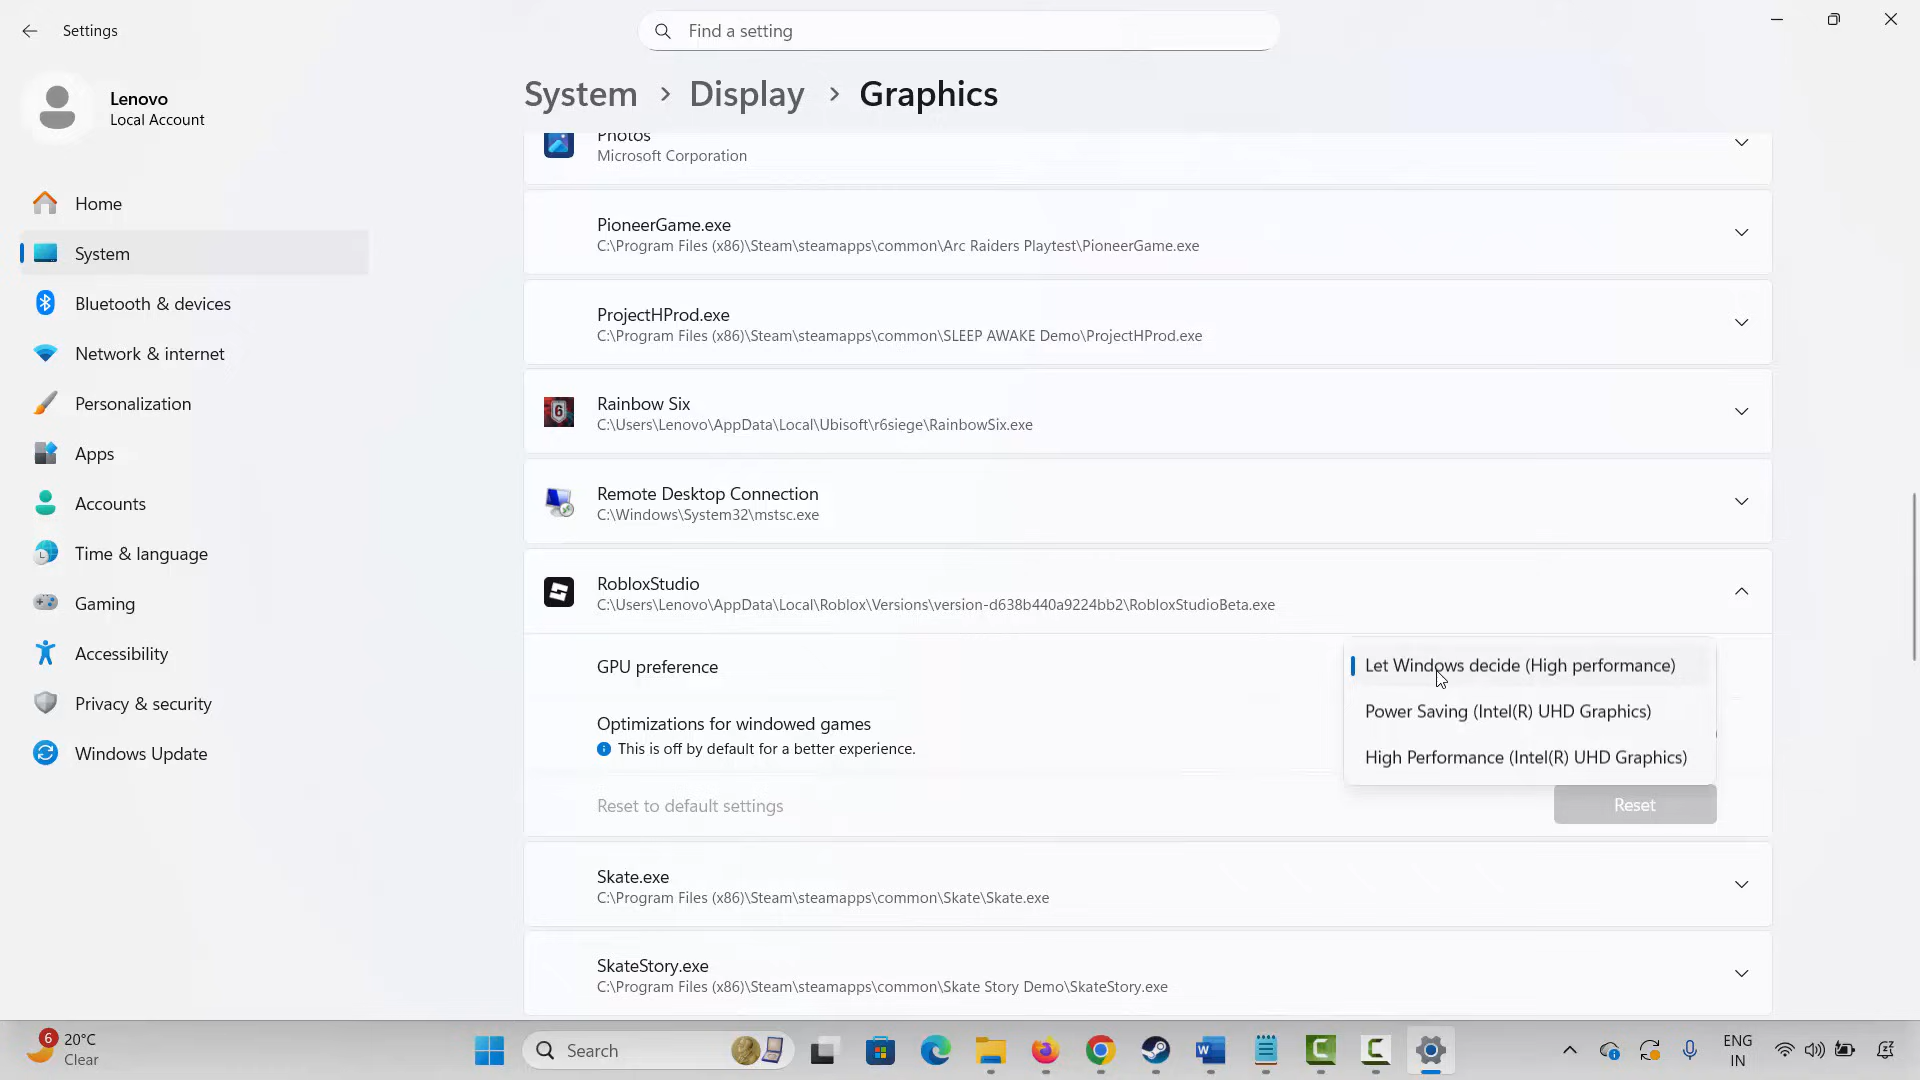 Settings
Find a setting
Lenovo
Local Account
System > Display > Graphics
Home
System
Bluetooth & devices
Network & internet
Personalization
Apps
Accounts
Time & language
Gaming
Accessibility
Privacy & security
Windows Update
Photos
Microsoft Corporation
PioneerGame.exe
C:\Program Files (x86)\Steam\steamapps\common\Arc Raiders Playtest\PioneerGame.exe
ProjectHProd.exe
C:\Program Files (x86)\Steam\steamapps\common\SLEEP AWAKE Demo\ProjectHProd.exe
Rainbow Six
C:\Users\Lenovo\AppData\Local\Ubisoft\r6siege\RainbowSix.exe
Remote Desktop Connection
C:\Windows\System32\mstsc.exe
RobloxStudio
C:\Users\Lenovo\AppData\Local\Roblox\Versions\version-d638b440a9224bb2\RobloxStudioBeta.exe
GPU preference
Let Windows decide (High performance)
Power Saving (Intel(R) UHD Graphics)
High Performance (Intel(R) UHD Graphics)
Optimizations for windowed games
This is off by default for a better experience.
Reset to default settings
Reset
Skate.exe
C:\Program Files (x86)\Steam\steamapps\common\Skate\Skate.exe
SkateStory.exe
C:\Program Files (x86)\Steam\steamapps\common\Skate Story Demo\SkateStory.exe
6
20°C
Clear
Search
ENG
IN